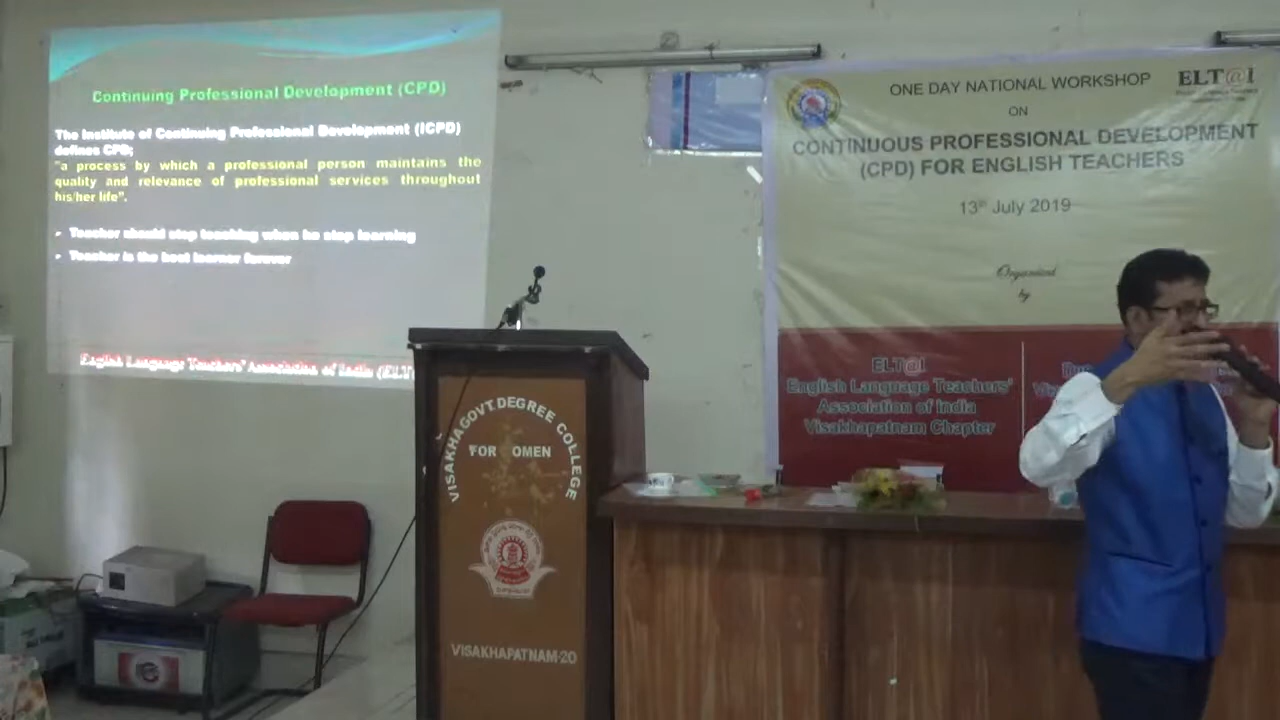 Continuing Professional Development (CPD)
The Institute of Continuing Professional Development (ICPD)
defines CPD;
"a process by which a professional person maintains the
quality and relevance of professional services throughout
his/her life".
Teacher should stop teaching when he stop learning
Teacher is the best learner forever
English Language Teachers' Association of India (ELT
ONE DAY NATIONAL WORKSHOP
ON
CONTINUOUS PROFESSIONAL DEVELOPMENT
(CPD) FOR ENGLISH TEACHERS
13th July 2019
Organised
by
ELT@I
ELT@I
English Language Teachers'
Association of India
Visakhapatnam Chapter
VISAKHA GOVT. DEGREE COLLEGE
FOR OMEN
VISAKHAPATNAM-20